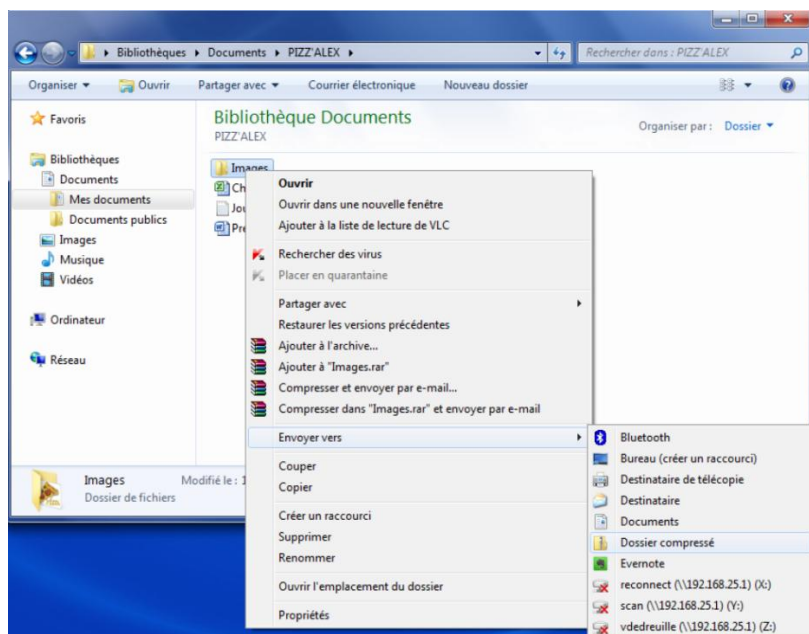 Bibliothèques ▸ Documents ▸ PIZZ'ALEX ▸
Rechercher dans : PIZZ'ALEX
Organiser Ouvrir Partager avec Courrier électronique Nouveau dossier
Favoris
Bibliothèques
Documents
Mes documents
Documents publics
Images
Musique
Vidéos
Ordinateur
Réseau
Bibliothèque Documents
PIZZ'ALEX
Organiser par : Dossier
Images
Ouvrir
Ouvrir dans une nouvelle fenêtre
Ajouter à la liste de lecture de VLC
Rechercher des virus
Placer en quarantaine
Partager avec
Restaurer les versions précédentes
Ajouter à l'archive...
Ajouter à "Images.rar"
Compresser et envoyer par e-mail...
Compresser dans "Images.rar" et envoyer par e-mail
Envoyer vers
Couper
Copier
Créer un raccourci
Supprimer
Renommer
Ouvrir l'emplacement du dossier
Propriétés
Bluetooth
Bureau (créer un raccourci)
Destinataire de télécopie
Destinataire
Documents
Dossier compressé
Evernote
reconnect (\\192.168.25.1) (X:)
scan (\\192.168.25.1) (Y:)
vdedreuille (\\192.168.25.1) (Z:)
Images Modifié le :
Dossier de fichiers